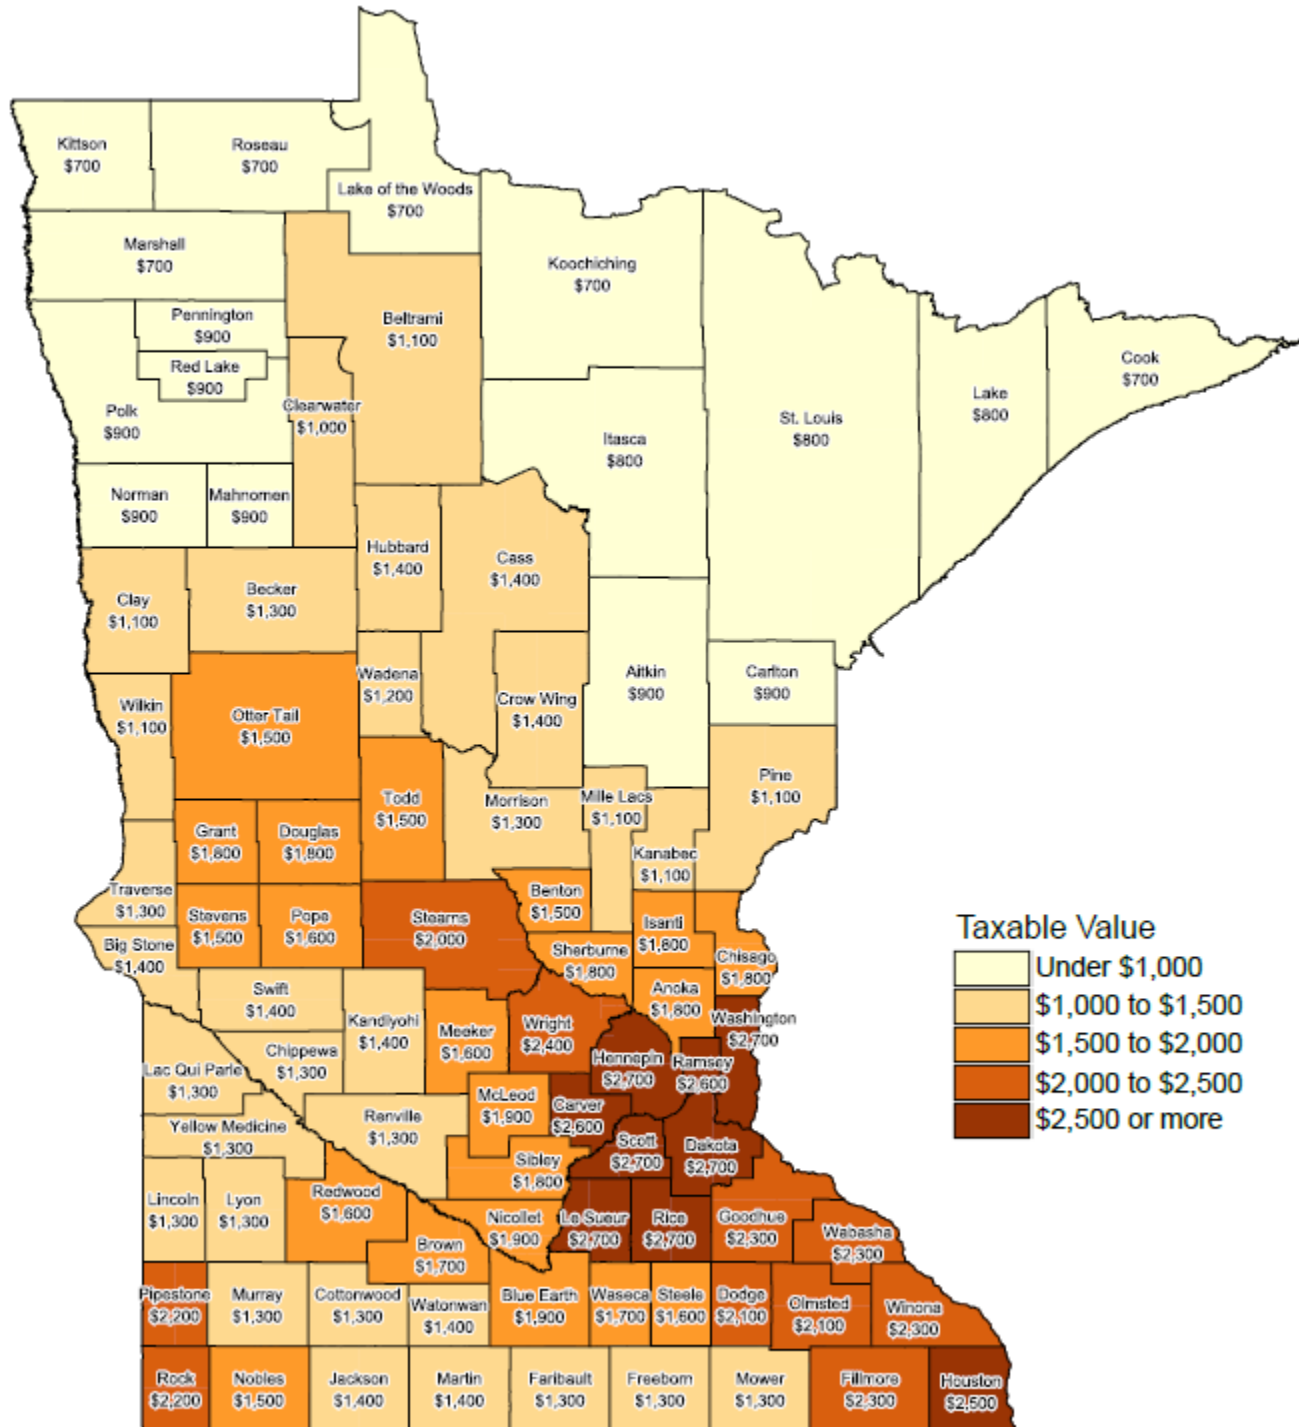 Kittson
$700
Roseau
$700
Lake of the Woods
$700
Marshall
$700
Koochiching
$700
Pennington
$900
Beltrami
$1,100
Red Lake
$900
Cook
$700
Lake
$800
Polk
$900
Clearwater
$1,000
St. Louis
$800
Itasca
$800
Norman
$900
Mahnomen
$900
Hubbard
$1,400
Cass
$1,400
Clay
$1,100
Becker
$1,300
Wadena
$1,200
Crow Wing
$1,400
Aitkin
$900
Carlton
$900
Wilkin
$1,100
Otter Tail
$1,500
Todd
$1,500
Morrison
$1,300
Mille Lacs
$1,100
Pine
$1,100
Grant
$1,800
Douglas
$1,800
Kanabec
$1,100
Traverse
$1,300
Stevens
$1,500
Pope
$1,600
Stearns
$2,000
Benton
$1,500
Isanti
$1,800
Big Stone
$1,400
Sherburne
$1,800
Chisago
$1,800
Swift
$1,400
Kandiyohi
$1,400
Meeker
$1,600
Wright
$2,400
Anoka
$1,800
Washington
$2,700
Lac Qui Parle
$1,300
Chippewa
$1,300
Hennepin
$2,700
Ramsey
$2,600
McLeod
$1,900
Carver
$2,600
Yellow Medicine
$1,300
Renville
$1,300
Sibley
$1,800
Scott
$2,700
Dakota
$2,700
Lincoln
$1,300
Lyon
$1,300
Redwood
$1,600
Brown
$1,700
Nicollet
$1,900
Le Sueur
$2,700
Rice
$2,700
Goodhue
$2,300
Wabasha
$2,300
Pipestone
$2,200
Murray
$1,300
Cottonwood
$1,300
Watonwan
$1,400
Blue Earth
$1,900
Waseca
$1,700
Steele
$1,600
Dodge
$2,100
Olmsted
$2,100
Winona
$2,300
Rock
$2,200
Nobles
$1,500
Jackson
$1,400
Martin
$1,400
Faribault
$1,300
Freeborn
$1,300
Mower
$1,300
Fillmore
$2,300
Houston
$2,500
Taxable Value
Under $1,000
$1,000 to $1,500
$1,500 to $2,000
$2,000 to $2,500
$2,500 or more